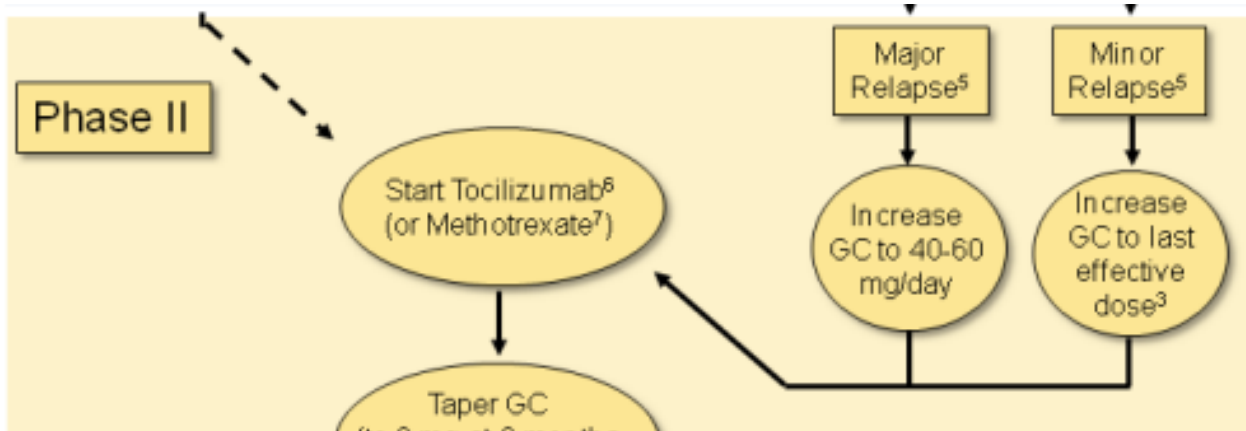 Phase II
Start Tocilizumab⁶
(or Methotrexate⁷)
Taper GC
Major
Relapse⁵
Increase
GC to 40-60
mg/day
Minor
Relapse⁵
Increase
GC to last
effective
dose³